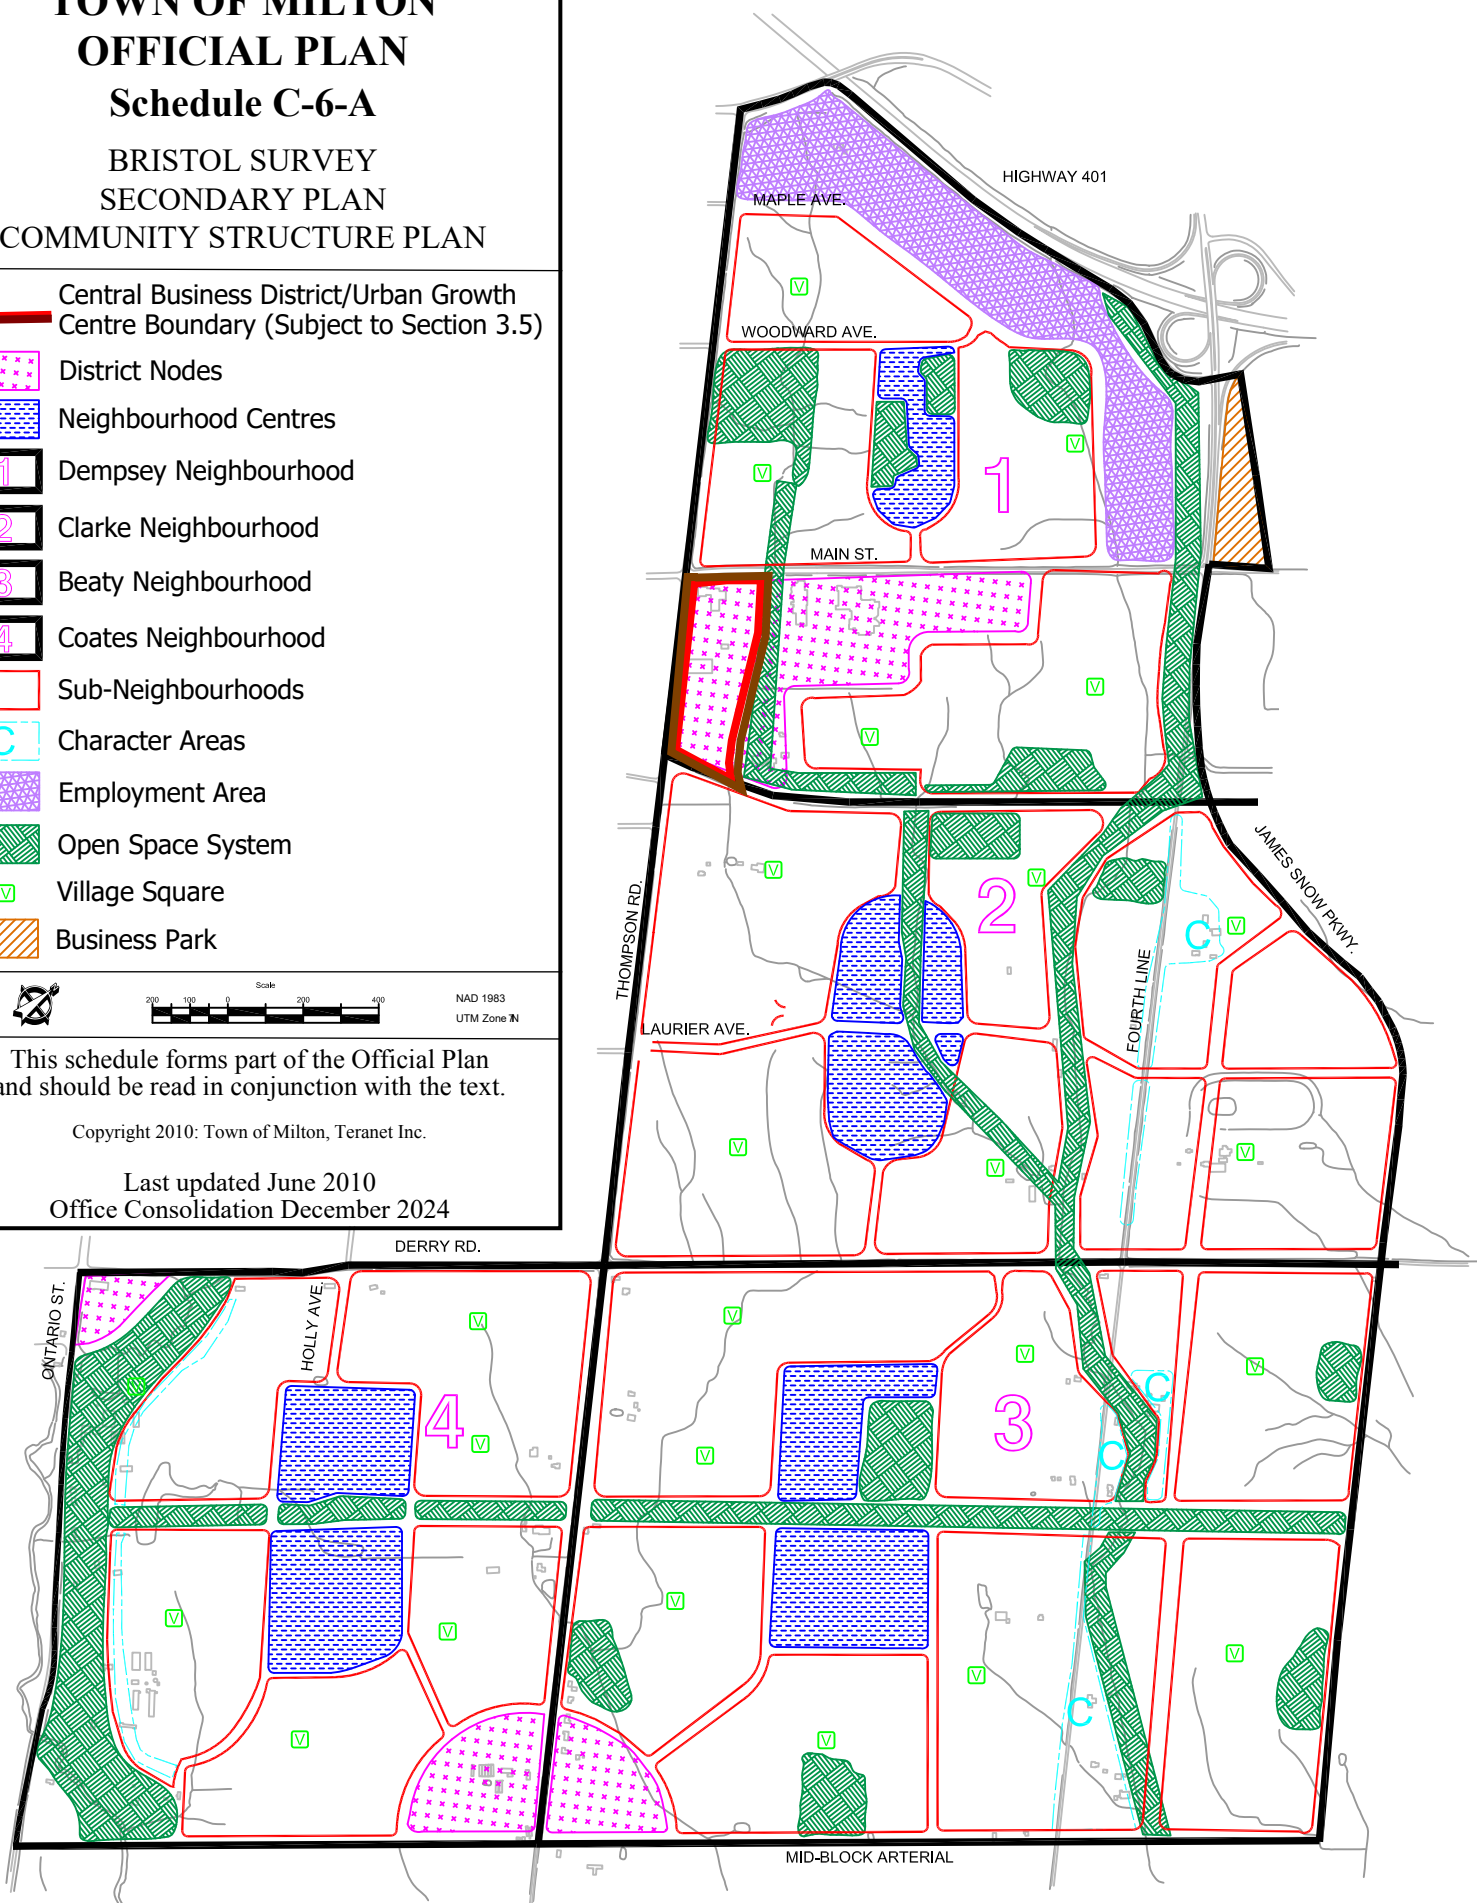 TOWN OF MILTON
OFFICIAL PLAN
Schedule C-6-A
BRISTOL SURVEY
SECONDARY PLAN
COMMUNITY STRUCTURE PLAN
Central Business District/Urban Growth
Centre Boundary (Subject to Section 3.5)
District Nodes
Neighbourhood Centres
1 Dempsey Neighbourhood
2 Clarke Neighbourhood
3 Beaty Neighbourhood
4 Coates Neighbourhood
Sub-Neighbourhoods
C Character Areas
Employment Area
Open Space System
V Village Square
Business Park
Scale
200 100 0 200 400
NAD 1983
UTM Zone
This schedule forms part of the Official Plan
and should be read in conjunction with the text.
Copyright 2010: Town of Milton, Teranet Inc.
Last updated June 2010
Office Consolidation December 2024
HIGHWAY 401
MAPLE AVE.
V
WOODWARD AVE.
V
V
1
MAIN ST.
V
V
JAMES SNOW PKWY.
V
V
2
C
V
THOMPSON RD.
FOURTH LINE
LAURIER AVE.
V
V
V
DERRY RD.
ONTARIO ST.
HOLLY AVE.
V
V
V
V
V
C
4
V
V
3
C
V
V
V
V
V
V
C
V
V
MID-BLOCK ARTERIAL